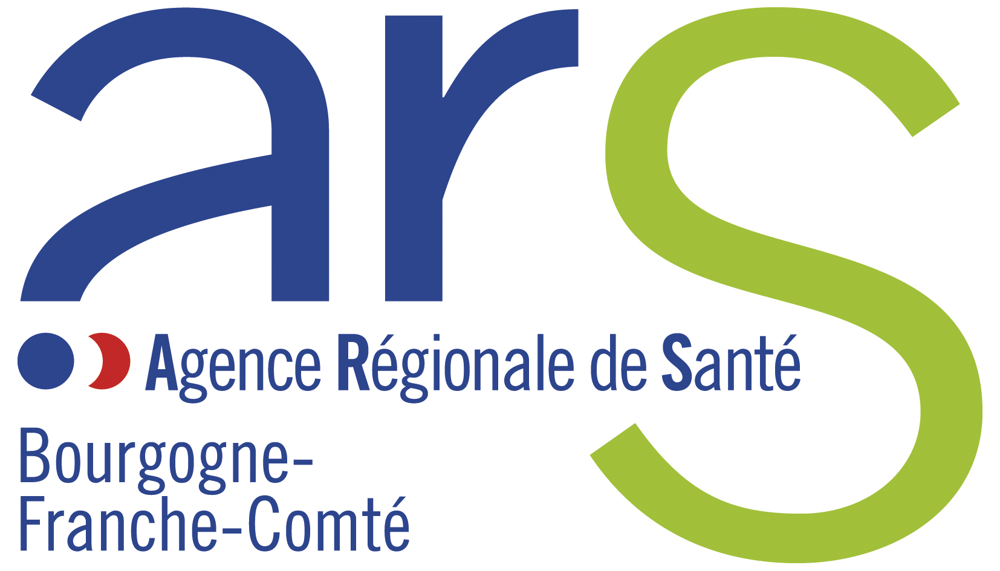 ars
Agence Régionale de Santé
Bourgogne-
Franche-Comté